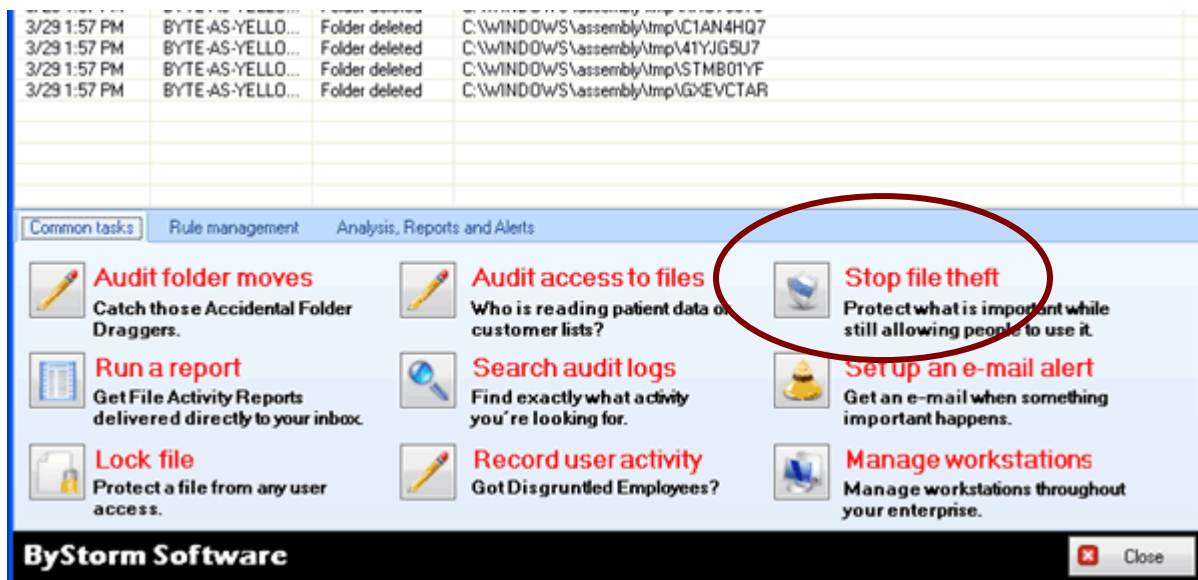 3/29 1:57 PM BYTE-AS-YELLO... Folder deleted C:\WINDOWS\assembly\tmp\C1AN4HQ7
3/29 1:57 PM BYTE-AS-YELLO... Folder deleted C:\WINDOWS\assembly\tmp\41YJG5U7
3/29 1:57 PM BYTE-AS-YELLO... Folder deleted C:\WINDOWS\assembly\tmp\STMB01YF
3/29 1:57 PM BYTE-AS-YELLO... Folder deleted C:\WINDOWS\assembly\tmp\GXEVCTAR
Common tasks Rule management Analysis, Reports and Alerts
Audit folder moves
Catch those Accidental Folder
Draggers.
Audit access to files
Who is reading patient data or
customer lists?
Stop file theft
Protect what is important while
still allowing people to use it.
Run a report
Get File Activity Reports
delivered directly to your inbox.
Search audit logs
Find exactly what activity
you're looking for.
Set up an e-mail alert
Get an e-mail when something
important happens.
Lock file
Protect a file from any user
access.
Record user activity
Got Disgruntled Employees?
Manage workstations
Manage workstations throughout
your enterprise.
ByStorm Software
Close